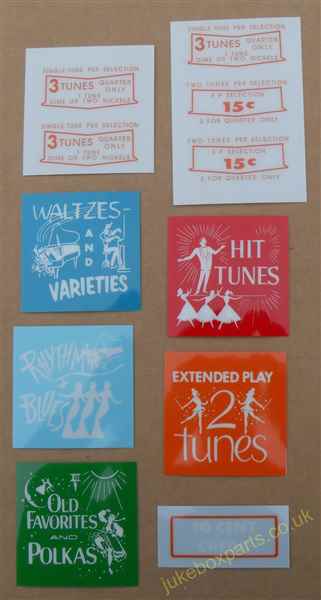 SINGLE TUNE PER SELECTION
3 TUNES QUARTER ONLY
1 TUNE
DIME OR TWO NICKELS
SINGLE TUNE PER SELECTION
3 TUNES QUARTER ONLY
1 TUNE
DIME OR TWO NICKELS
SINGLE TUNE PER SELECTION
3 TUNES QUARTER ONLY
1 TUNE
DIME OR TWO NICKELS
TWO TUNES PER SELECTION
E P SELECTION
15¢
2 FOR QUARTER ONLY
TWO TUNES PER SELECTION
E P SELECTION
15¢
2 FOR QUARTER ONLY
WALTZES-
AND
VARIETIES
HIT
TUNES
RHYTHM
BLUES
EXTENDED PLAY
2
tunes
OLD
FAVORITES
AND
POLKAS
10 CENT
jukeboxparts.co.uk